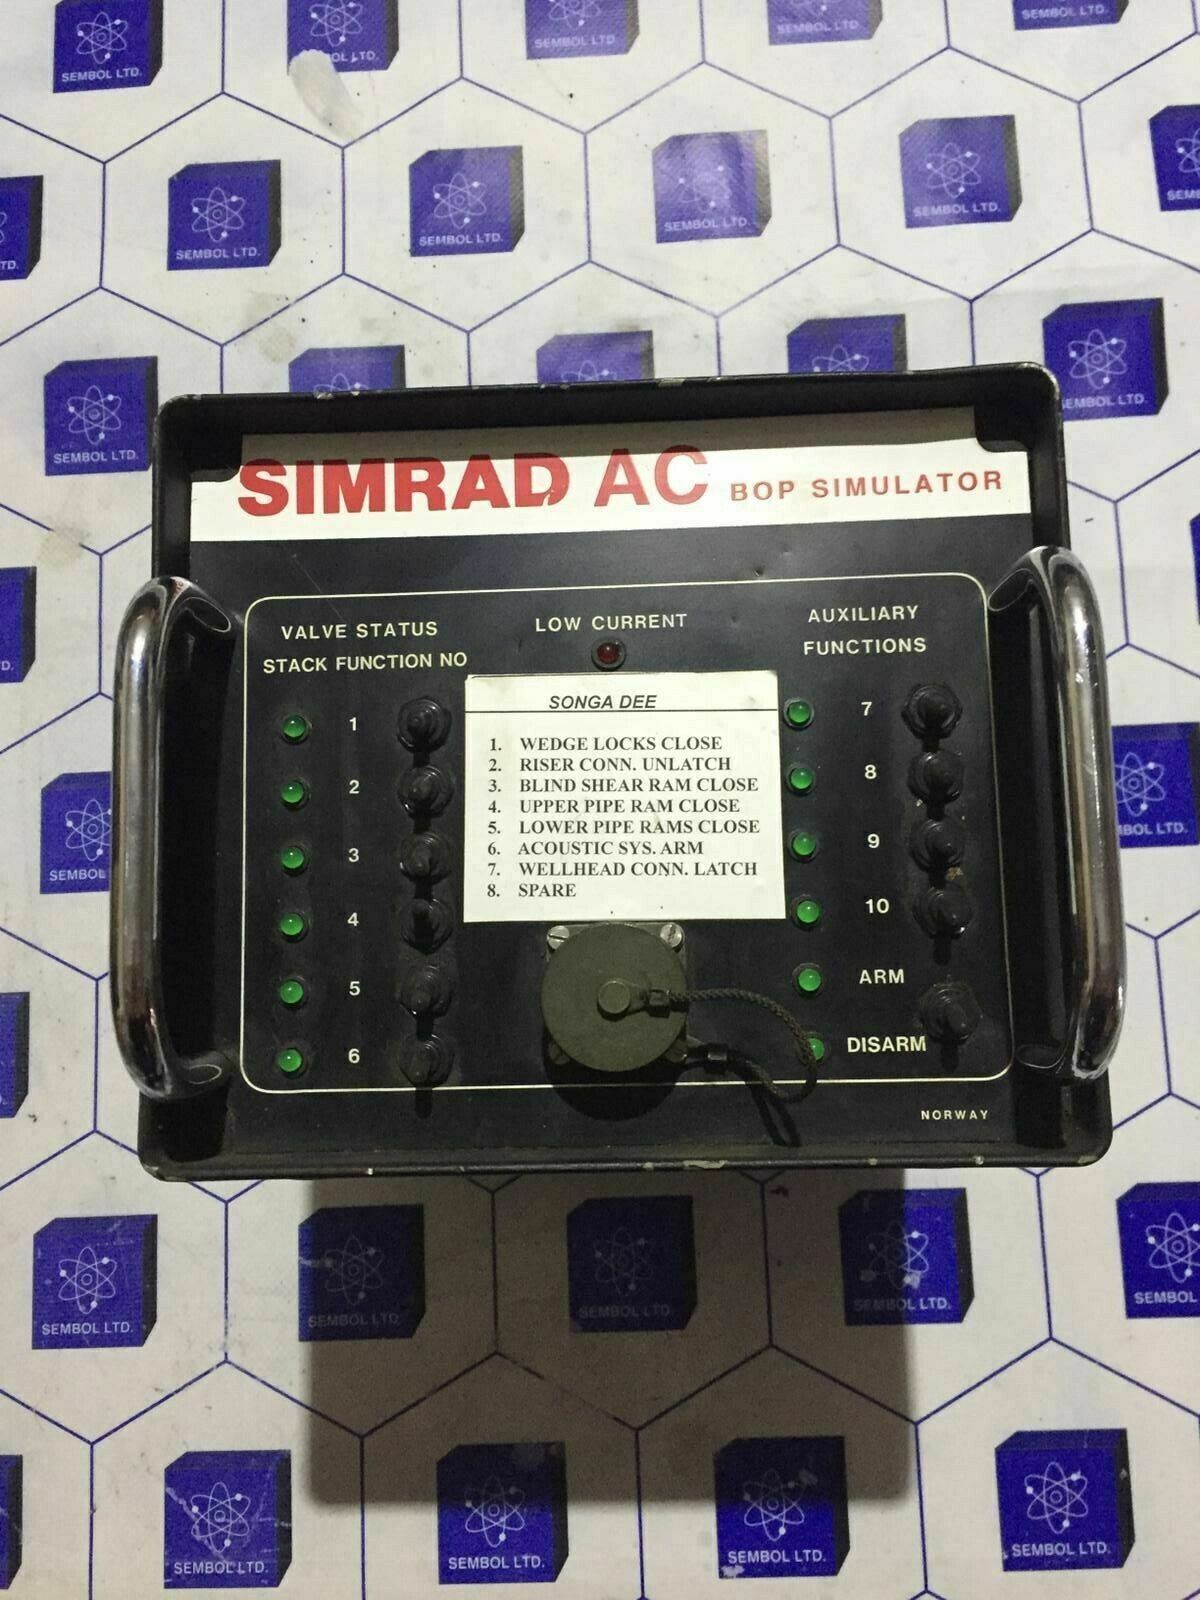 SEMBOL LTD.
SIMRAD AC BOP SIMULATOR
VALVE STATUS
STACK FUNCTION NO
LOW CURRENT
AUXILIARY
FUNCTIONS
1
2
3
4
5
6
SONGA DEE
1. WEDGE LOCKS CLOSE
2. RISER CONN. UNLATCH
3. BLIND SHEAR RAM CLOSE
4. UPPER PIPE RAM CLOSE
5. LOWER PIPE RAMS CLOSE
6. ACOUSTIC SYS. ARM
7. WELLHEAD CONN. LATCH
8. SPARE
7
8
9
10
ARM
DISARM
NORWAY